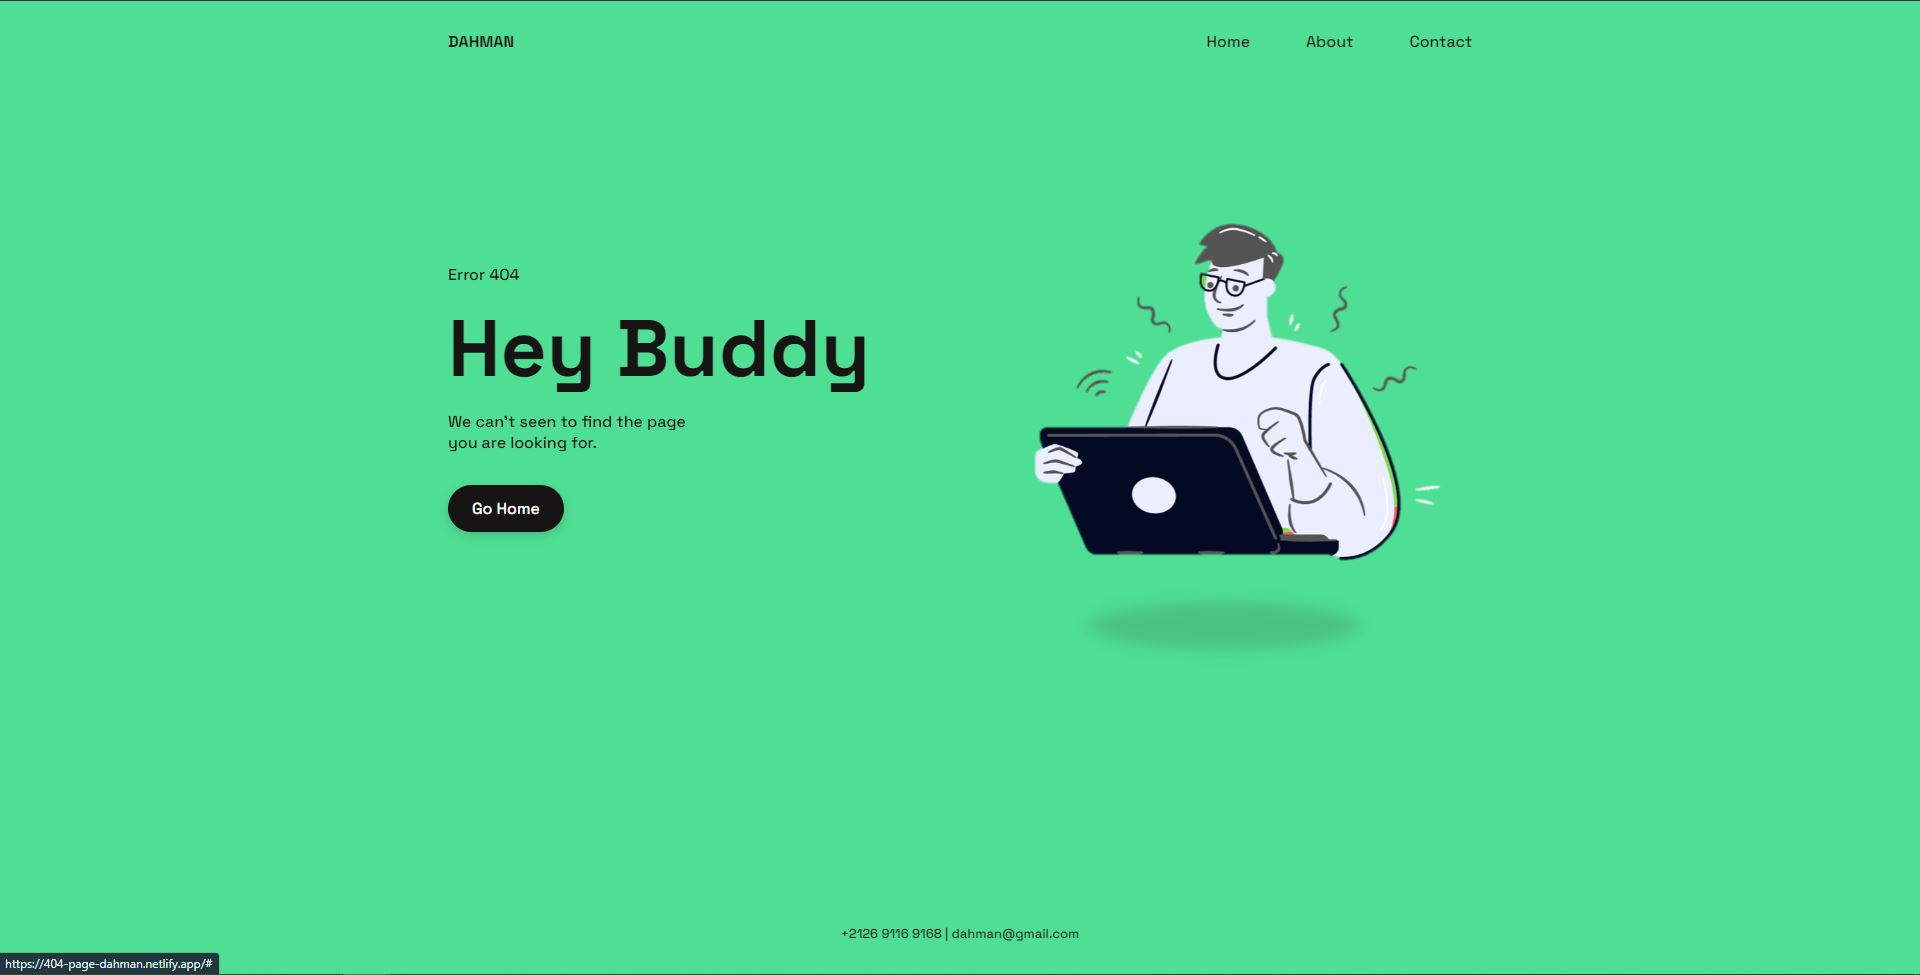 DAHMAN
Home About Contact
Error 404
Hey Buddy
We can't seen to find the page
you are looking for.
Go Home
+2126 9116 9168 | dahman@gmail.com
https://404-page-dahman.netlify.app/#